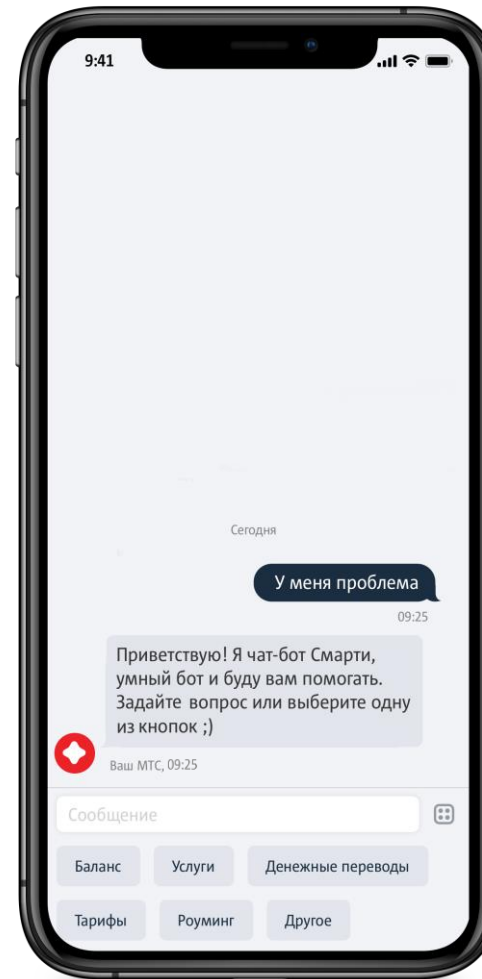 9:41
Сегодня
У меня проблема
09:25
Приветствую! Я чат-бот Смарти,
умный бот и буду вам помогать.
Задайте вопрос или выберите одну
из кнопок ;)
Ваш МТС, 09:25
Сообщение
Баланс Услуги Денежные переводы
Тарифы Роуминг Другое